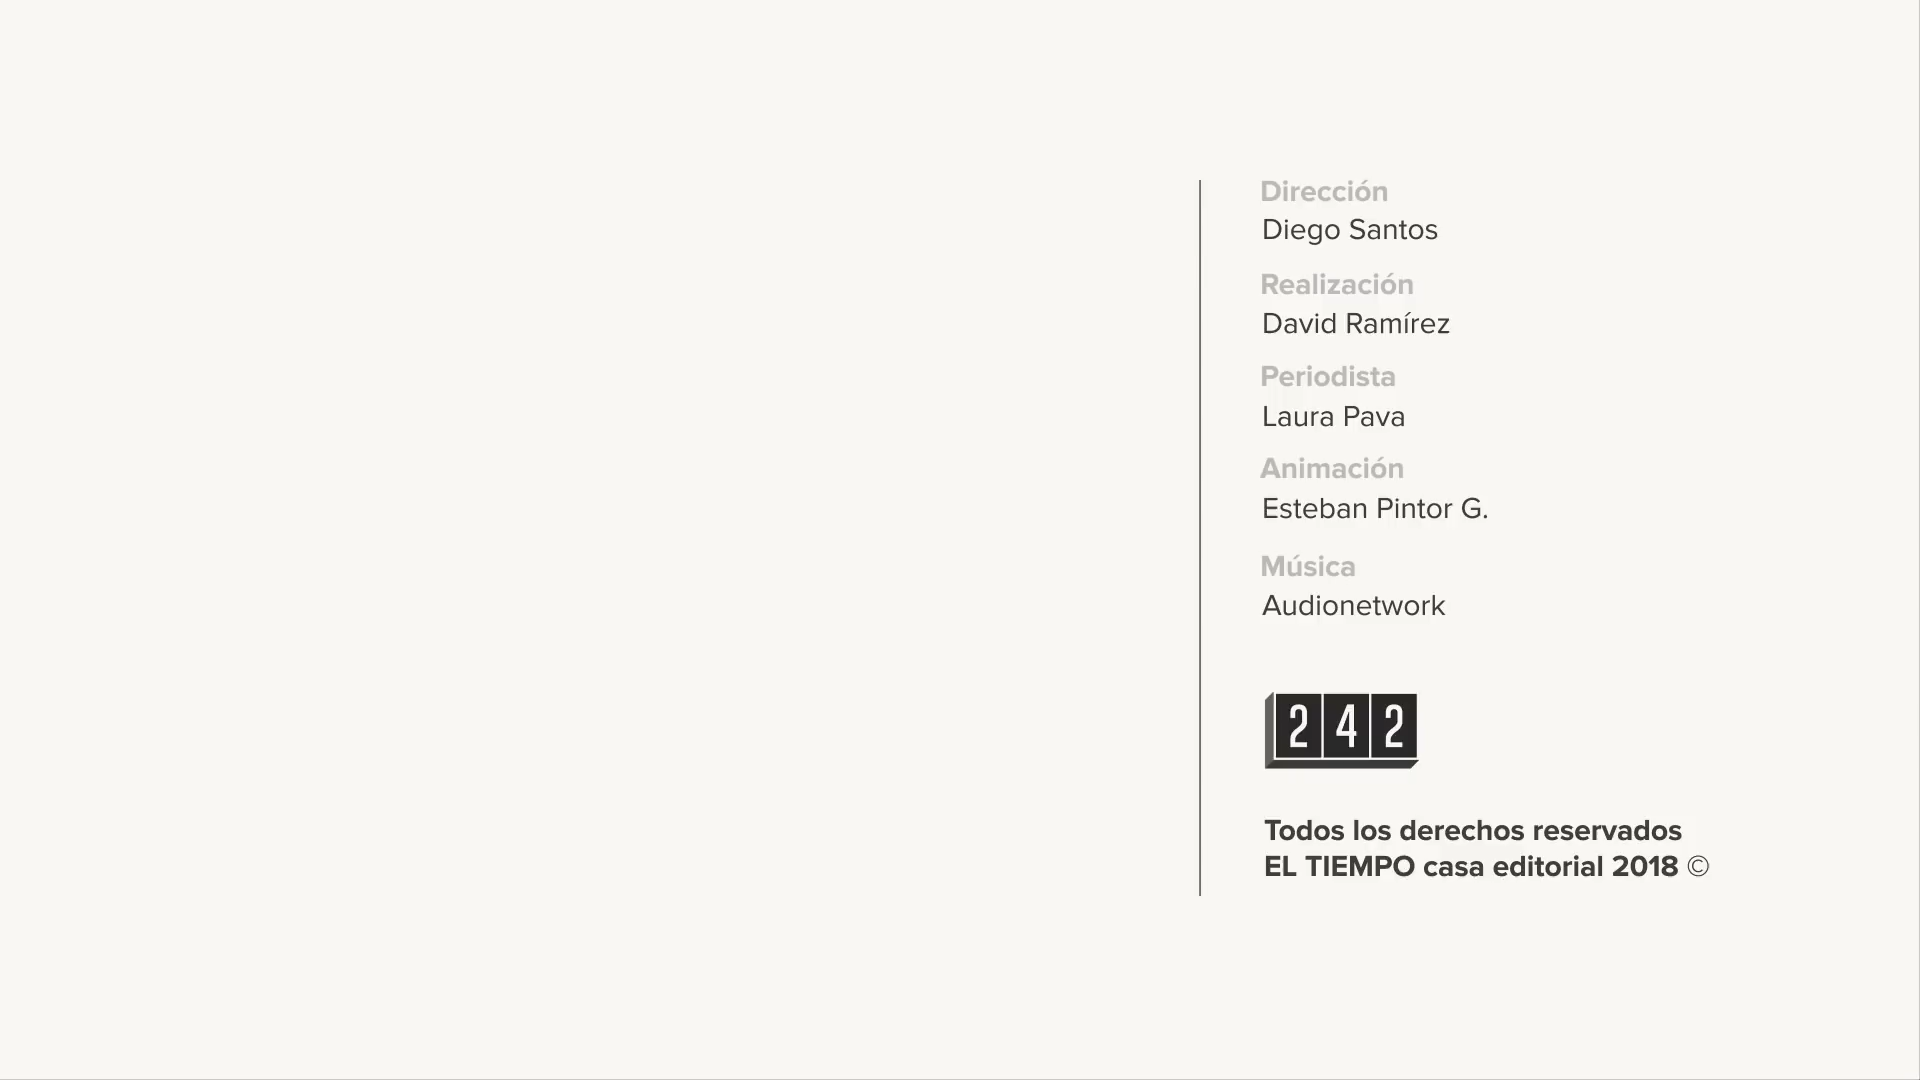 Dirección
Diego Santos
Realización
David Ramírez
Periodista
Laura Pava
Animación
Esteban Pintor G.
Música
Audionetwork
242
Todos los derechos reservados
EL TIEMPO casa editorial 2018 ©